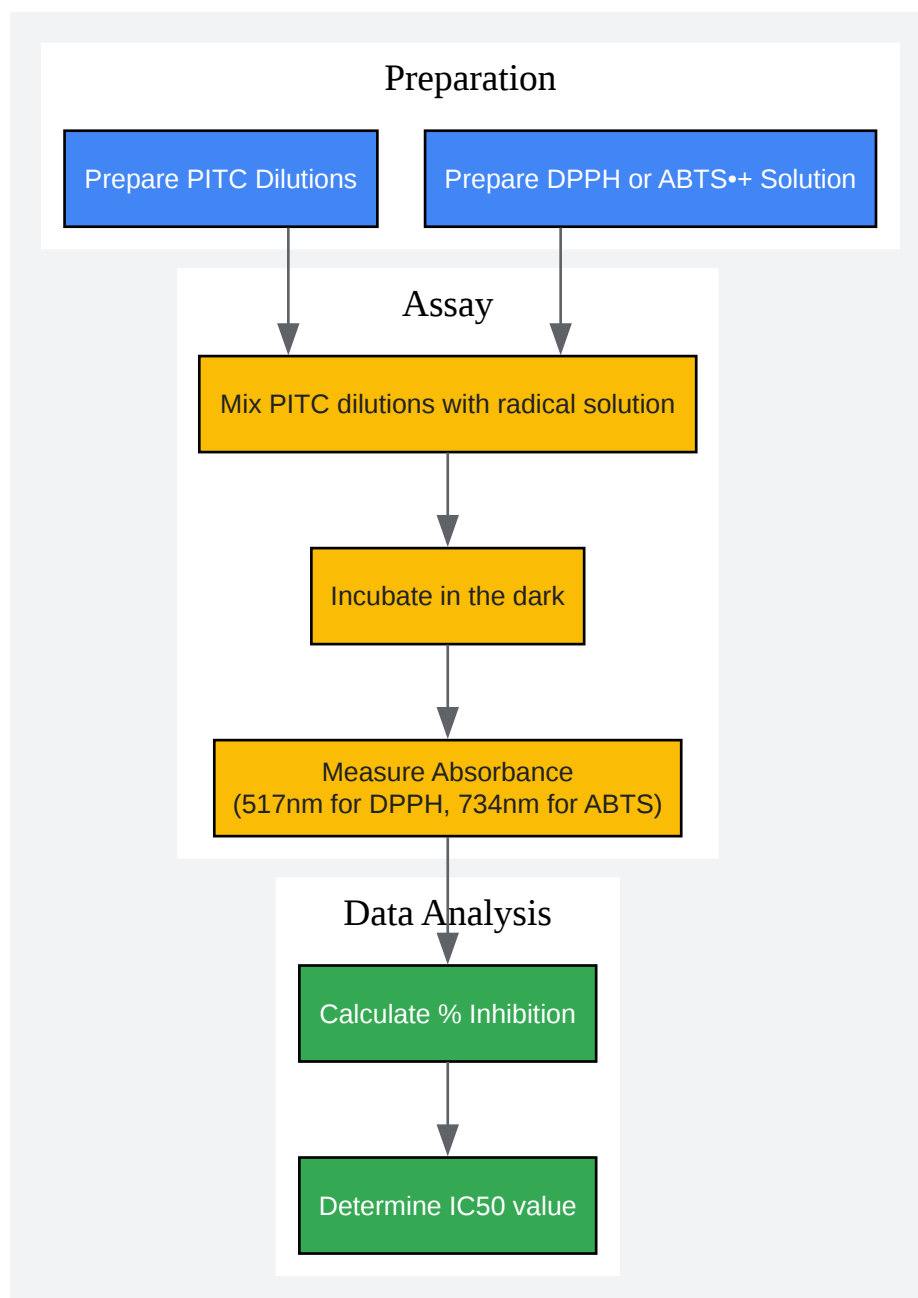 Preparation
Prepare PITC Dilutions
Prepare DPPH or ABTS•+ Solution
Assay
Mix PITC dilutions with radical solution
Incubate in the dark
Measure Absorbance
(517nm for DPPH, 734nm for ABTS)
Data Analysis
Calculate % Inhibition
Determine IC50 value